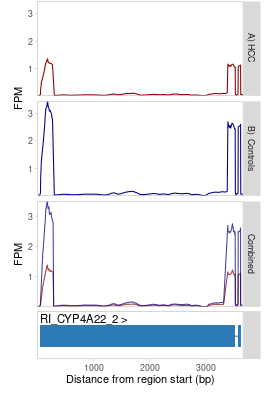 3
2
1
A) HCC
FPM
3
2
1
B) Controls
3
2
1
FPM
Combined
RI_CYP4A22_2 >
1000 2000 3000
Distance from region start (bp)